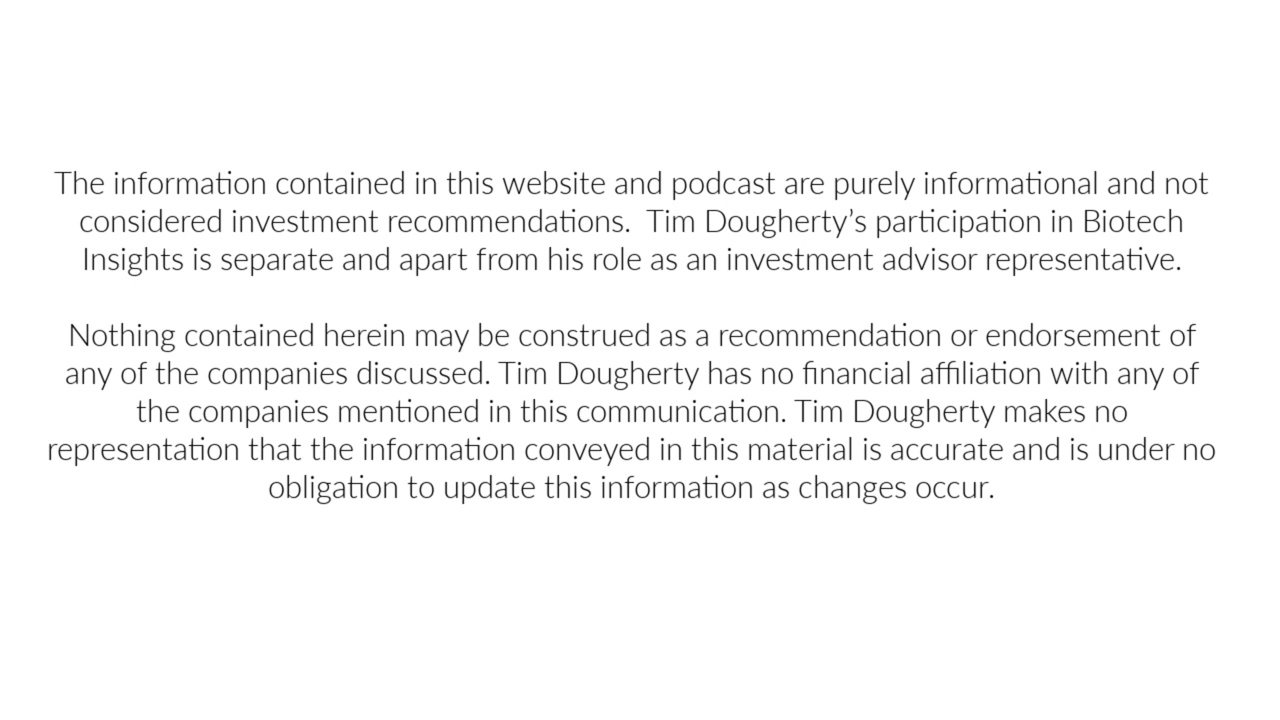 The information contained in this website and podcast are purely informational and not
considered investment recommendations.  Tim Dougherty’s participation in Biotech
Insights is separate and apart from his role as an investment advisor representative.
Nothing contained herein may be construed as a recommendation or endorsement of
any of the companies discussed. Tim Dougherty has no financial affiliation with any of
the companies mentioned in this communication. Tim Dougherty makes no
representation that the information conveyed in this material is accurate and is under no
obligation to update this information as changes occur.